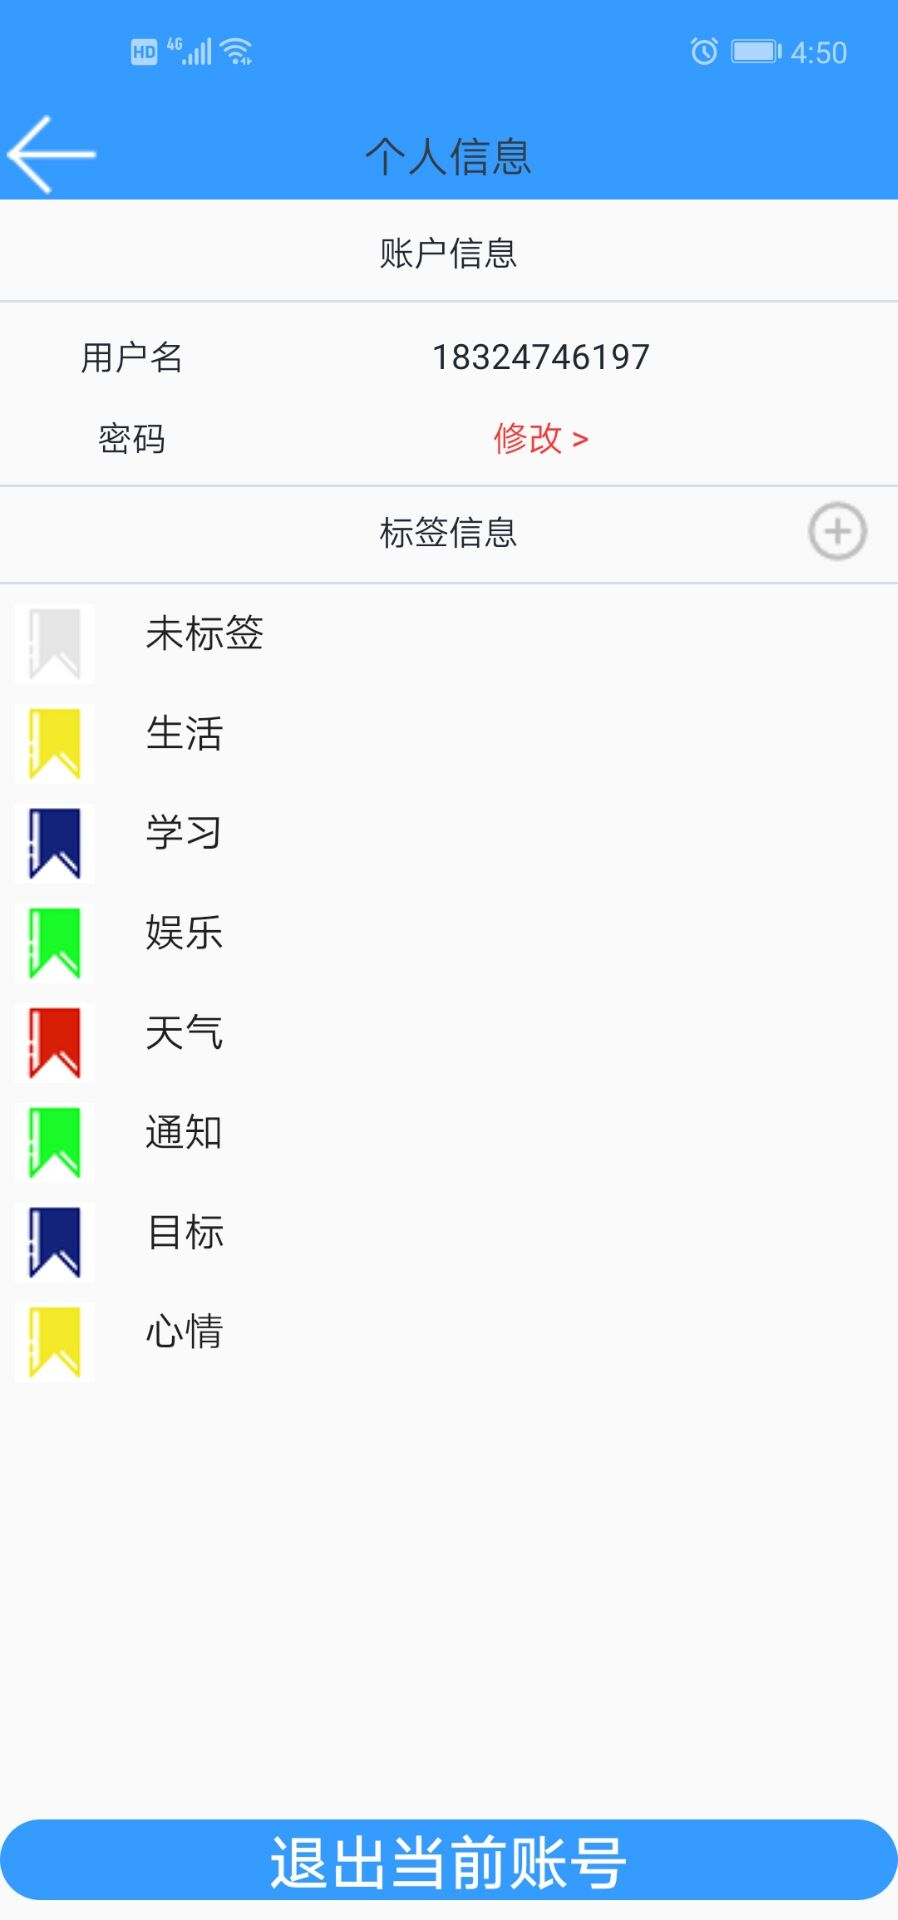 HD 4G 4:50
个人信息
账户信息
用户名 18324746197
密码 修改 >
标签信息
未标签
生活
学习
娱乐
天气
通知
目标
心情
退出当前账号